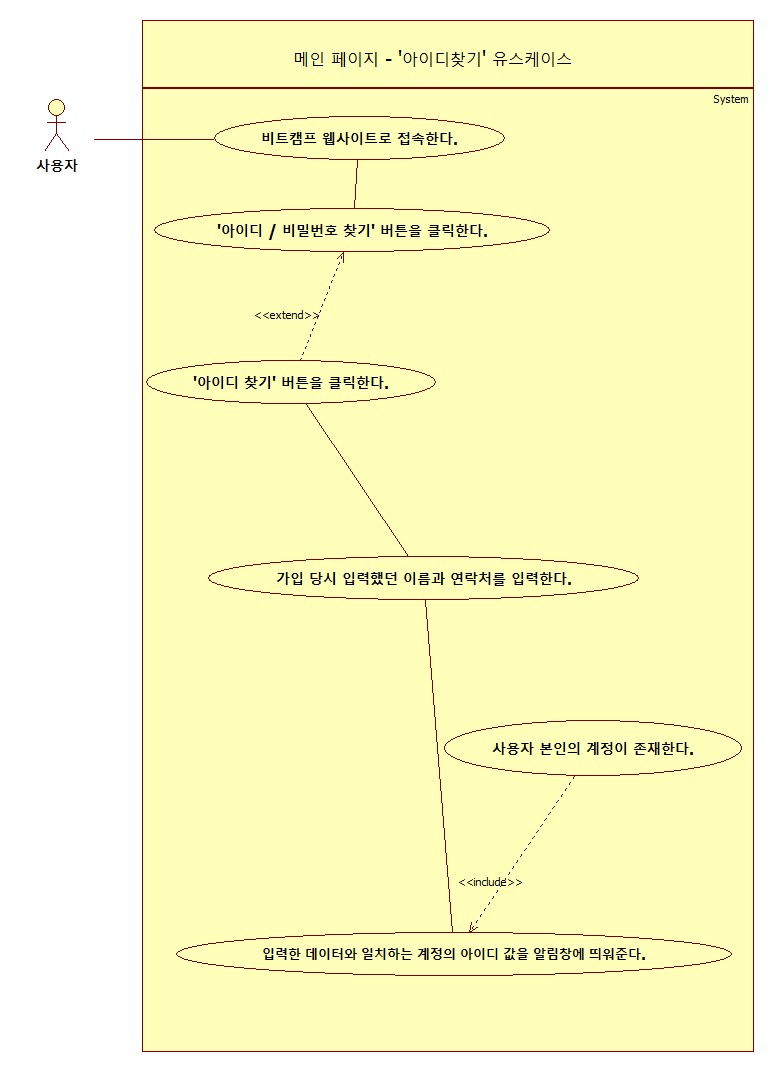 메인 페이지 - '아이디찾기' 유스케이스
System
사용자
비트캠프 웹사이트로 접속한다.
'아이디 / 비밀번호 찾기' 버튼을 클릭한다.
<<extend>>
'아이디 찾기' 버튼을 클릭한다.
가입 당시 입력했던 이름과 연락처를 입력한다.
사용자 본인의 계정이 존재한다.
<<include>>
입력한 데이터와 일치하는 계정의 아이디 값을 알림창에 띄워준다.